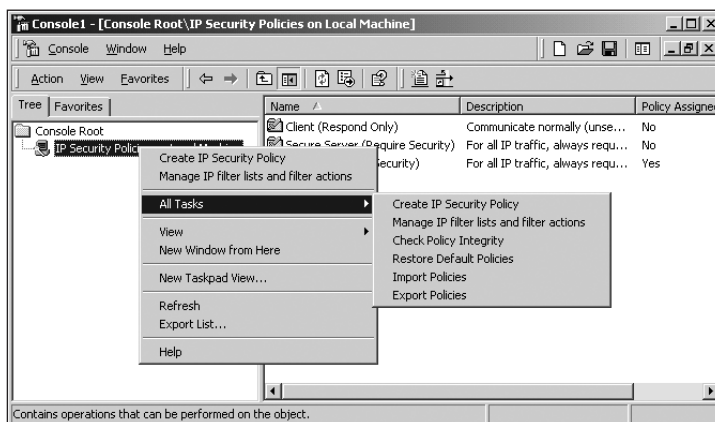 Console1 - [Console Root\IP Security Policies on Local Machine]
Console Window Help
Action View Favorites
Tree Favorites
Name Description Policy Assigne
Console Root
IP Security Polici
Client (Respond Only) Communicate normally (unse... No
Secure Server (Require Security) For all IP traffic, always requ... No
ecurity) For all IP traffic, always requ... Yes
Create IP Security Policy
Manage IP filter lists and filter actions
All Tasks
View
New Window from Here
New Taskpad View...
Refresh
Export List...
Help
Create IP Security Policy
Manage IP filter lists and filter actions
Check Policy Integrity
Restore Default Policies
Import Policies
Export Policies
Contains operations that can be performed on the object.